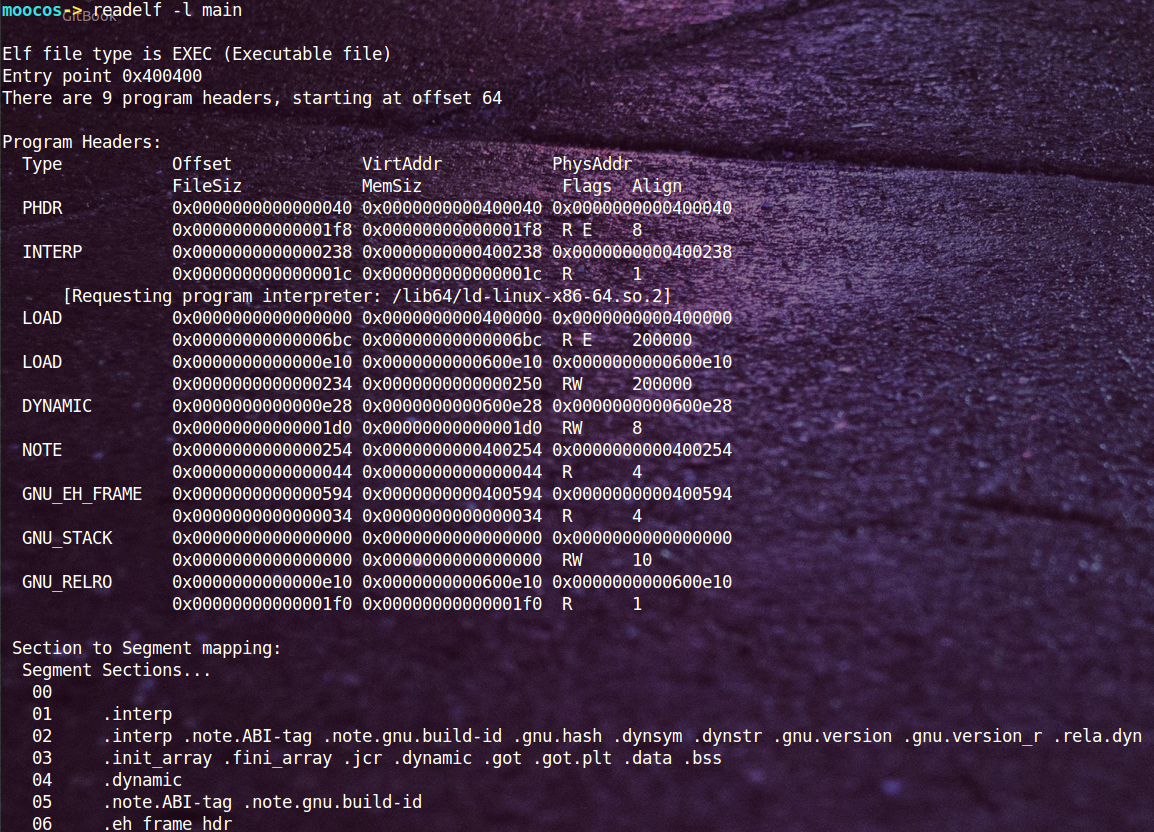 moocos-> readelf -l main
GitBook

Elf file type is EXEC (Executable file)
Entry point 0x400400
There are 9 program headers, starting at offset 64

Program Headers:
  Type           Offset             VirtAddr           PhysAddr
                 FileSiz            MemSiz              Flags  Align
  PHDR           0x0000000000000040 0x0000000000400040 0x0000000000400040
                 0x00000000000001f8 0x00000000000001f8  R E    8
  INTERP         0x0000000000000238 0x0000000000400238 0x0000000000400238
                 0x000000000000001c 0x000000000000001c  R      1
      [Requesting program interpreter: /lib64/ld-linux-x86-64.so.2]
  LOAD           0x0000000000000000 0x0000000000400000 0x0000000000400000
                 0x00000000000006bc 0x00000000000006bc  R E    200000
  LOAD           0x0000000000000e10 0x0000000000600e10 0x0000000000600e10
                 0x0000000000000234 0x0000000000000250  RW     200000
  DYNAMIC        0x0000000000000e28 0x0000000000600e28 0x0000000000600e28
                 0x00000000000001d0 0x00000000000001d0  RW     8
  NOTE           0x0000000000000254 0x0000000000400254 0x0000000000400254
                 0x0000000000000044 0x0000000000000044  R      4
  GNU_EH_FRAME   0x0000000000000594 0x0000000000400594 0x0000000000400594
                 0x0000000000000034 0x0000000000000034  R      4
  GNU_STACK      0x0000000000000000 0x0000000000000000 0x0000000000000000
                 0x0000000000000000 0x0000000000000000  RW     10
  GNU_RELRO      0x0000000000000e10 0x0000000000600e10 0x0000000000600e10
                 0x00000000000001f0 0x00000000000001f0  R      1

 Section to Segment mapping:
  Segment Sections...
   00
   01     .interp
   02     .interp .note.ABI-tag .note.gnu.build-id .gnu.hash .dynsym .dynstr .gnu.version .gnu.version_r .rela.dyn
   03     .init_array .fini_array .jcr .dynamic .got .got.plt .data .bss
   04     .dynamic
   05     .note.ABI-tag .note.gnu.build-id
   06     .eh_frame_hdr